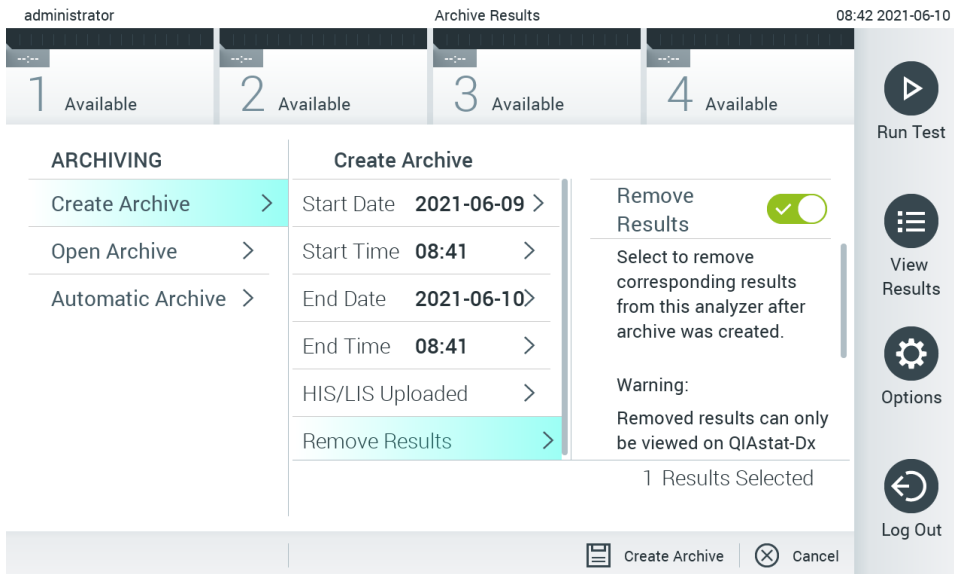 administrator
Archive Results
08:42 2021-06-10
--:--
--:--
--:--
--:--
1 Available
2 Available
3 Available
4 Available
Run Test
View
Results
Options
Log Out
ARCHIVING
Create Archive
Open Archive
Automatic Archive
Create Archive
Start Date 2021-06-09
Start Time 08:41
End Date 2021-06-10
End Time 08:41
HIS/LIS Uploaded
Remove Results
Remove
Results
Select to remove
corresponding results
from this analyzer after
archive was created.
Warning:
Removed results can only
be viewed on QIAstat-Dx
1 Results Selected
Create Archive
Cancel